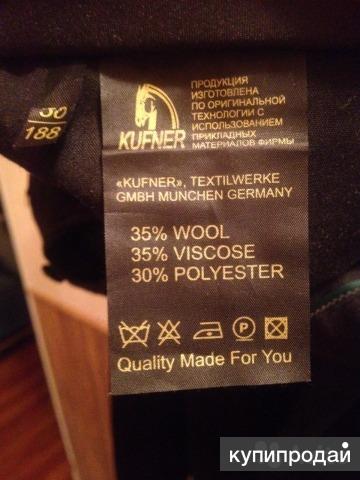 50
188
KUFNER
ПРОДУКЦИЯ
ИЗГОТОВЛЕНА
ПО ОРИГИНАЛЬНОЙ
ТЕХНОЛОГИИ С
ИСПОЛЬЗОВАНИЕМ
ПРИКЛАДНЫХ
МАТЕРИАЛОВ ФИРМЫ
«KUFNER», TEXTILWERKE
GMBH MUNCHEN GERMANY
35% WOOL
35% VISCOSE
30% POLYESTER
P
Quality Made For You
купипродай